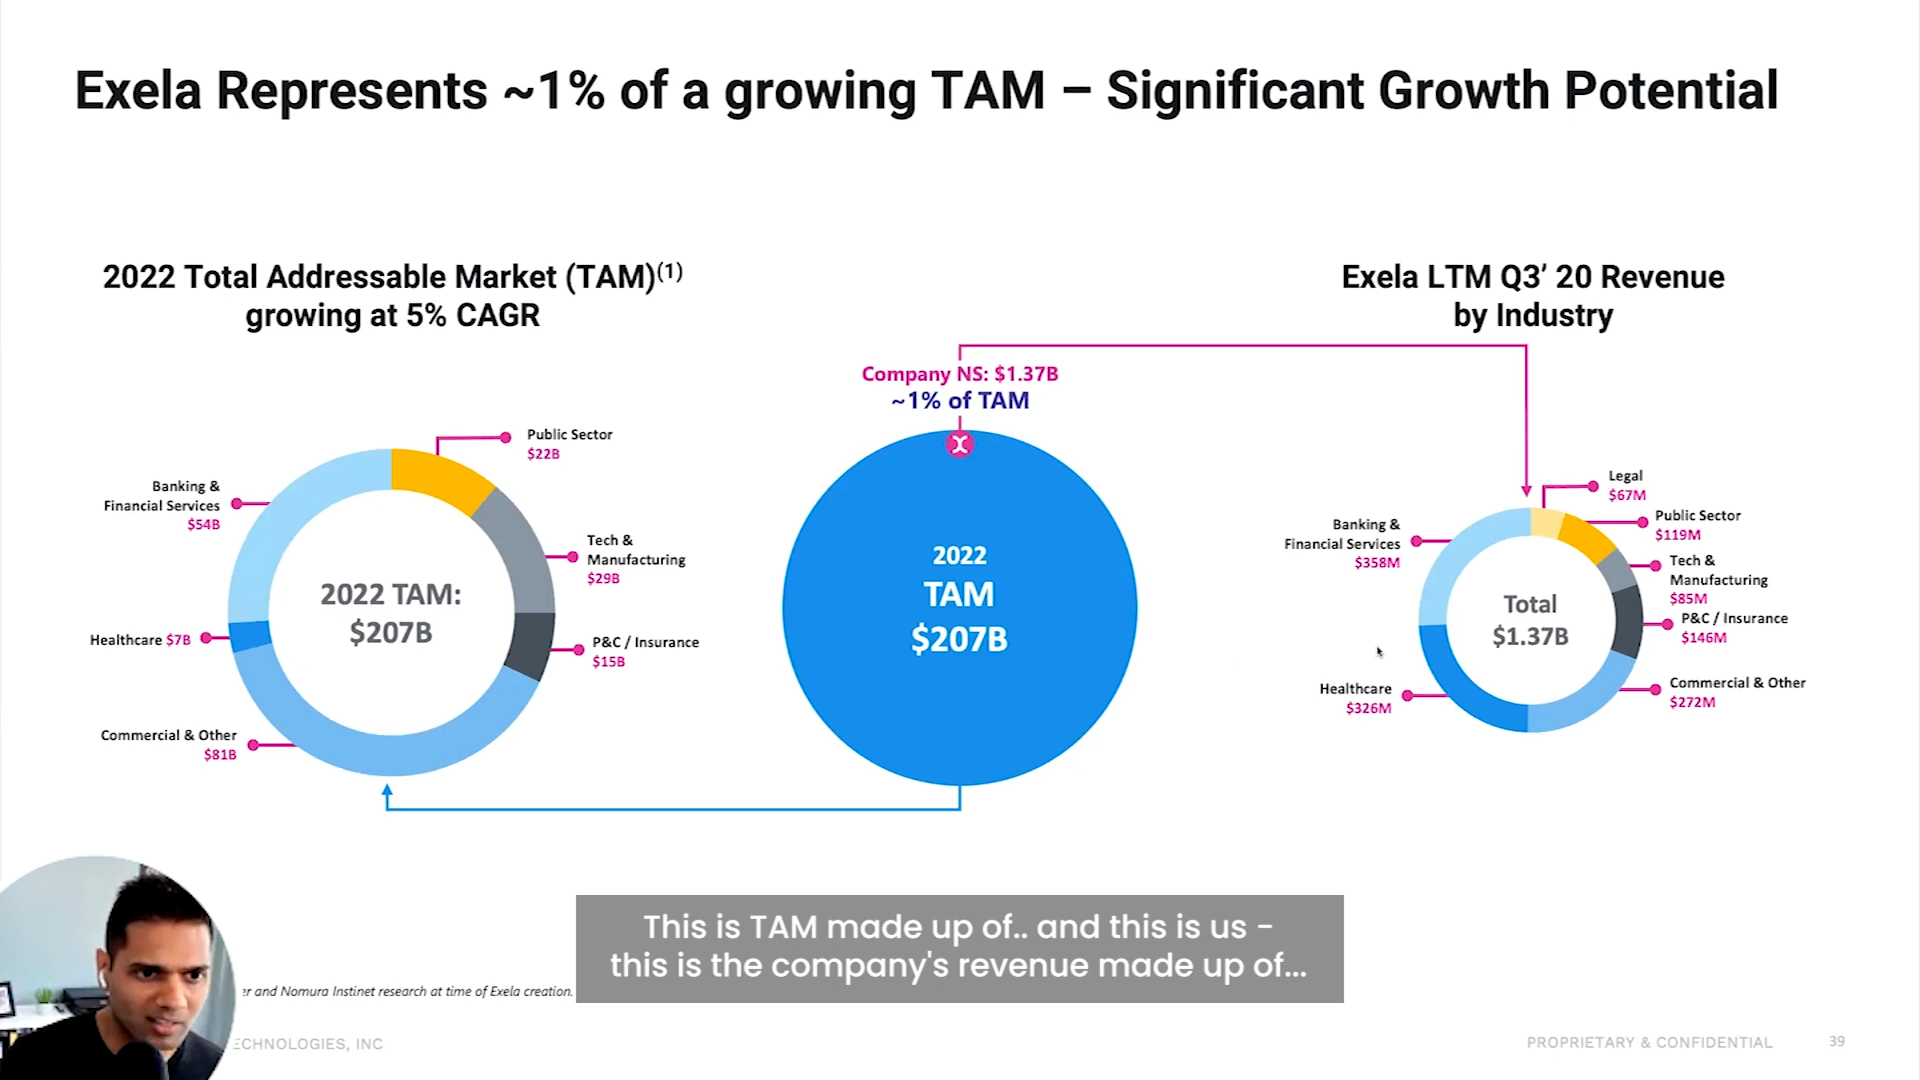 Exela Represents ~1% of a growing TAM – Significant Growth Potential
2022 Total Addressable Market (TAM)(1)
growing at 5% CAGR
Public Sector
$22B
Banking &
Financial Services
$54B
Tech &
Manufacturing
$29B
2022 TAM:
$207B
Healthcare $7B
P&C / Insurance
$15B
Commercial & Other
$81B
Company NS: $1.37B
~1% of TAM
2022
TAM
$207B
Exela LTM Q3’ 20 Revenue
by Industry
Legal
$67M
Public Sector
$119M
Banking &
Financial Services
$358M
Tech &
Manufacturing
$85M
Total
$1.37B
P&C / Insurance
$146M
Healthcare
$326M
Commercial & Other
$272M
This is TAM made up of.. and this is us -
this is the company's revenue made up of...
and Nomura Instinet research at time of Exela creation.
INC
PROPRIETARY & CONFIDENTIAL
39